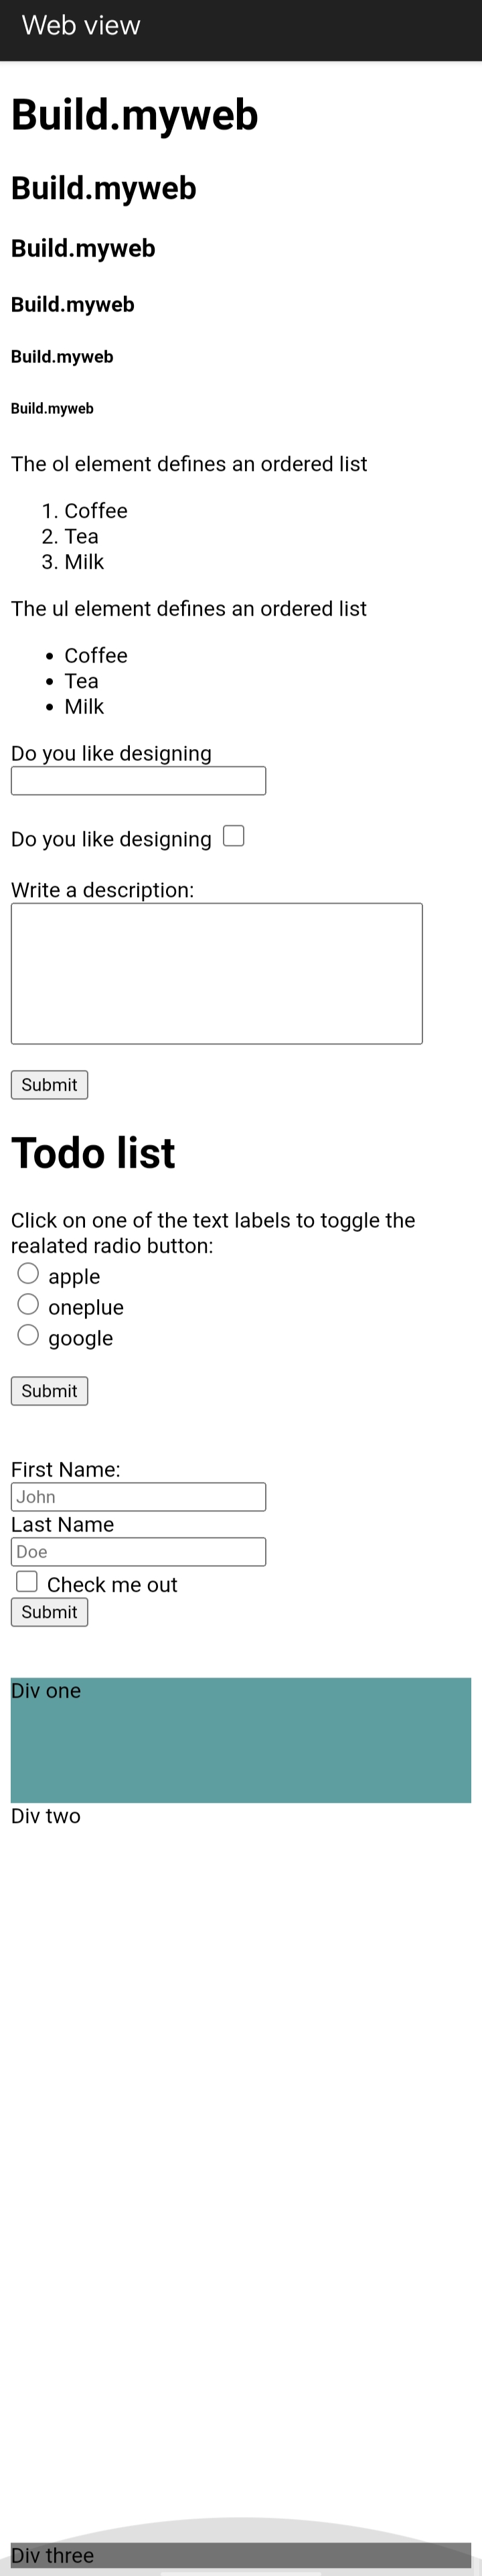 Web view
Build.myweb
Build.myweb
Build.myweb
Build.myweb
Build.myweb
Build.myweb
The ol element defines an ordered list
1. Coffee
2. Tea
3. Milk
The ul element defines an ordered list
• Coffee
• Tea
• Milk
Do you like designing
Do you like designing
Write a description:
Submit
Todo list
Click on one of the text labels to toggle the
realated radio button:
apple
oneplue
google
Submit
First Name:
John
Last Name
Doe
Check me out
Submit
Div one
Div two
Div three